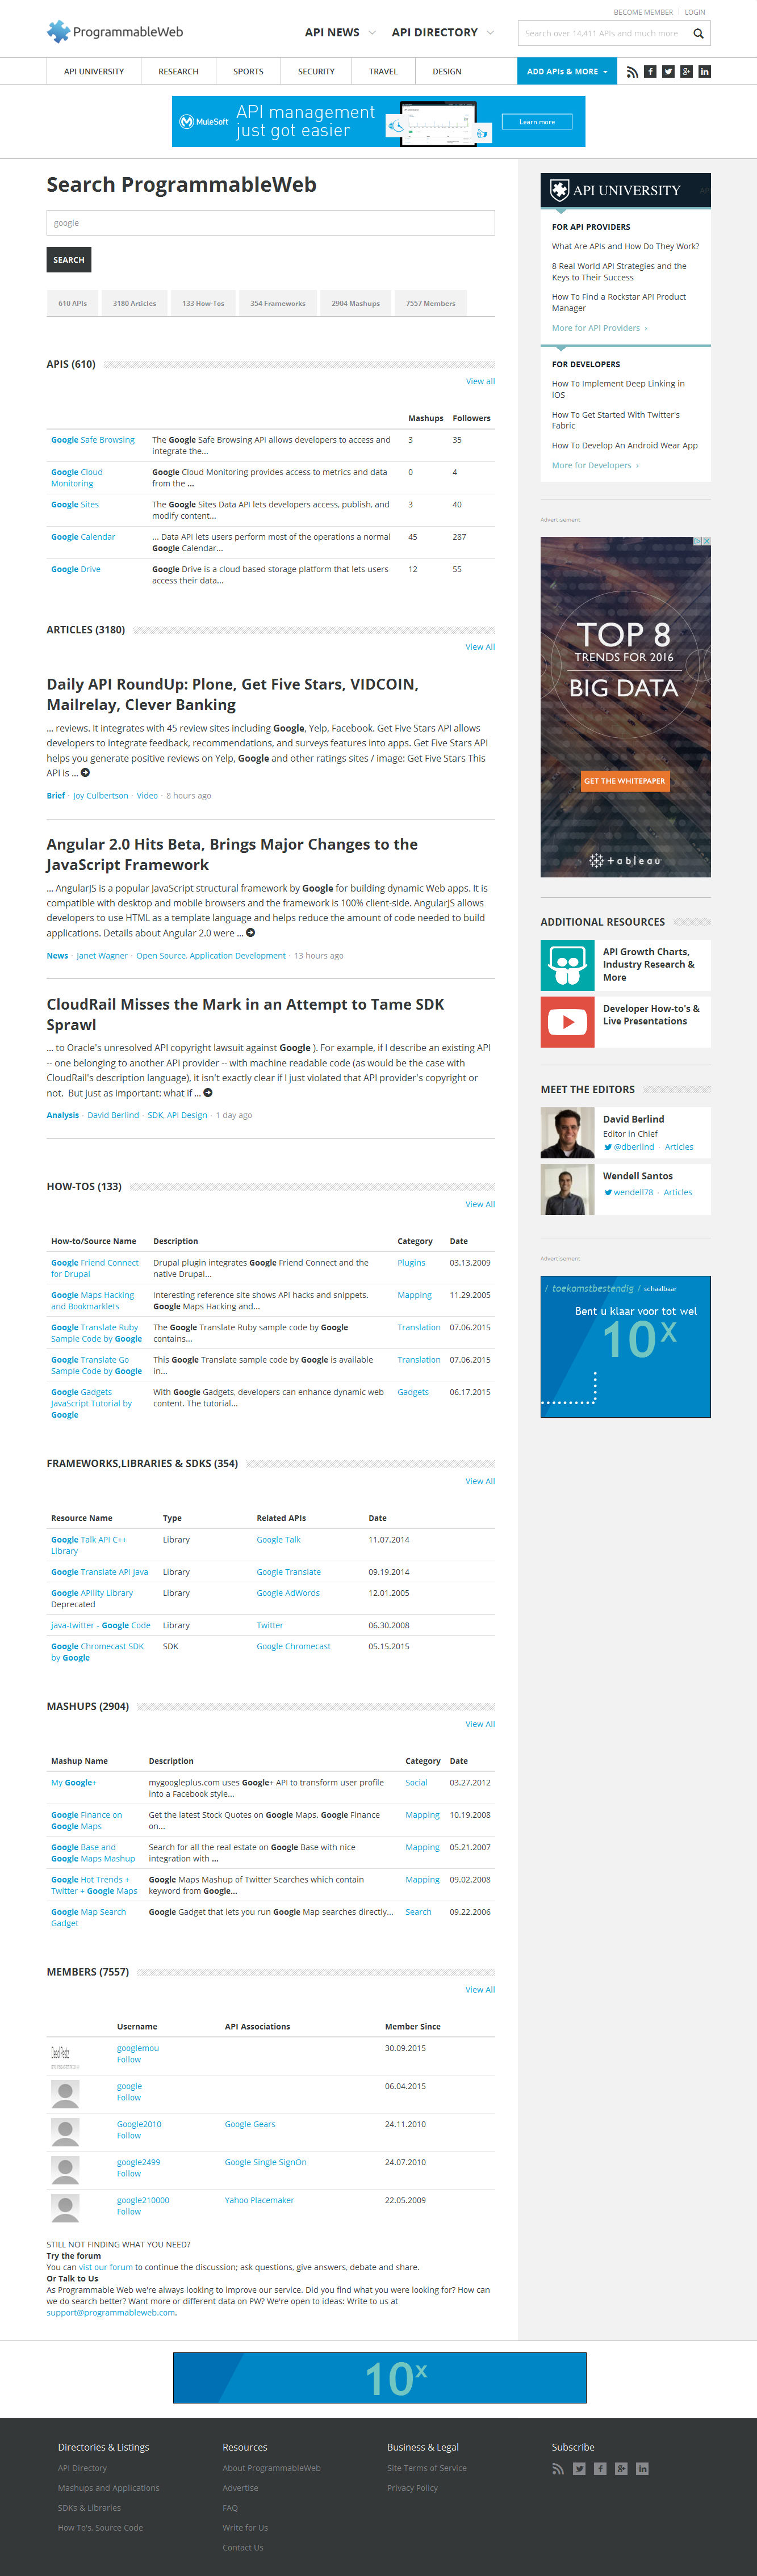 BECOME MEMBER | LOGIN
ProgrammableWeb
API NEWS
API DIRECTORY
Search over 14,411 APIs and much more
API UNIVERSITY
RESEARCH
SPORTS
SECURITY
TRAVEL
DESIGN
ADD APIs & MORE
MuleSoft
API management
just got easier
Learn more
Search ProgrammableWeb
google
SEARCH
610 APIs
3180 Articles
133 How-Tos
354 Frameworks
2904 Mashups
7557 Members
APIS (610)
View all
Mashups Followers
Google Safe Browsing The Google Safe Browsing API allows developers to access and 3 35
integrate the...
Google Cloud Google Cloud Monitoring provides access to metrics and data 0 4
Monitoring from the ...
Google Sites The Google Sites Data API lets developers access, publish, and 3 40
modify content...
Google Calendar ... Data API lets users perform most of the operations a normal 45 287
Google Calendar...
Google Drive Google Drive is a cloud based storage platform that lets users 12 55
access their data...
ARTICLES (3180)
View All
Daily API RoundUp: Plone, Get Five Stars, VIDCOIN,
Mailrelay, Clever Banking
... reviews. It integrates with 45 review sites including Google, Yelp, Facebook. Get Five Stars API allows
developers to integrate feedback, recommendations, and surveys features into apps. Get Five Stars API
helps you generate positive reviews on Yelp, Google and other ratings sites / image: Get Five Stars This
API is ...
Brief · Joy Culbertson · Video · 8 hours ago
Angular 2.0 Hits Beta, Brings Major Changes to the
JavaScript Framework
... AngularJS is a popular JavaScript structural framework by Google for building dynamic Web apps. It is
compatible with desktop and mobile browsers and the framework is 100% client-side. AngularJS allows
developers to use HTML as a template language and helps reduce the amount of code needed to build
applications. Details about Angular 2.0 were ...
News · Janet Wagner · Open Source, Application Development · 13 hours ago
CloudRail Misses the Mark in an Attempt to Tame SDK
Sprawl
... to Oracle's unresolved API copyright lawsuit against Google ). For example, if I describe an existing API
-- one belonging to another API provider -- with machine readable code (as would be the case with
CloudRail's description language), it isn't exactly clear if I just violated that API provider's copyright or
not. But just as important: what if ...
Analysis · David Berlind · SDK, API Design · 1 day ago
HOW-TOS (133)
View All
How-to/Source Name Description Category Date
Google Friend Connect Drupal plugin integrates Google Friend Connect and the Plugins 03.13.2009
for Drupal native Drupal...
Google Maps Hacking Interesting reference site shows API hacks and snippets. Mapping 11.29.2005
and Bookmarklets Google Maps Hacking and...
Google Translate Ruby The Google Translate Ruby sample code by Google Translation 07.06.2015
Sample Code by Google contains...
Google Translate Go This Google Translate sample code by Google is available Translation 07.06.2015
Sample Code by Google in...
Google Gadgets With Google Gadgets, developers can enhance dynamic web Gadgets 06.17.2015
JavaScript Tutorial by content. The tutorial...
Google
FRAMEWORKS,LIBRARIES & SDKS (354)
View All
Resource Name Type Related APIs Date
Google Talk API C++ Library Google Talk 11.07.2014
Library
Google Translate API Java Library Google Translate 09.19.2014
Google APIlity Library Library Google AdWords 12.01.2005
Deprecated
java-twitter - Google Code Library Twitter 06.30.2008
Google Chromecast SDK SDK Google Chromecast 05.15.2015
by Google
MASHUPS (2904)
View All
Mashup Name Description Category Date
My Google+ mygoogleplus.com uses Google+ API to transform user profile Social 03.27.2012
into a Facebook style...
Google Finance on Get the latest Stock Quotes on Google Maps. Google Finance Mapping 10.19.2008
Google Maps on...
Google Base and Search for all the real estate on Google Base with nice Mapping 05.21.2007
Google Maps Mashup integration with ...
Google Hot Trends + Google Maps Mashup of Twitter Searches which contain Mapping 09.02.2008
Twitter + Google Maps keyword from Google...
Google Map Search Google Gadget that lets you run Google Map searches directly... Search 09.22.2006
Gadget
MEMBERS (7557)
View All
Username API Associations Member Since
googlemou 30.09.2015
Follow
google 06.04.2015
Follow
Google2010 Google Gears 24.11.2010
Follow
google2499 Google Single SignOn 24.07.2010
Follow
google210000 Yahoo Placemaker 22.05.2009
Follow
STILL NOT FINDING WHAT YOU NEED?
Try the forum
You can vist our forum to continue the discussion; ask questions, give answers, debate and share.
Or Talk to Us
As Programmable Web we're always looking to improve our service. Did you find what you were looking for? How can
we do search better? Want more or different data on PW? We're open to ideas: Write to us at
support@programmableweb.com.
API UNIVERSITY
FOR API PROVIDERS
What Are APIs and How Do They Work?
8 Real World API Strategies and the
Keys to Their Success
How To Find a Rockstar API Product
Manager
More for API Providers ›
FOR DEVELOPERS
How To Implement Deep Linking in
iOS
How To Get Started With Twitter's
Fabric
How To Develop An Android Wear App
More for Developers ›
Advertisement
TOP 8
TRENDS FOR 2016
BIG DATA
GET THE WHITEPAPER
+ableau
ADDITIONAL RESOURCES
API Growth Charts,
Industry Research &
More
Developer How-to's &
Live Presentations
MEET THE EDITORS
David Berlind
Editor in Chief
@dberlind · Articles
Wendell Santos
wendell78 · Articles
Advertisement
/ toekomstbestendig / schaalbaar
Bent u klaar voor tot wel
10x
10x
Directories & Listings
API Directory
Mashups and Applications
SDKs & Libraries
How To's, Source Code
Resources
About ProgrammableWeb
Advertise
FAQ
Write for Us
Contact Us
Business & Legal
Site Terms of Service
Privacy Policy
Subscribe